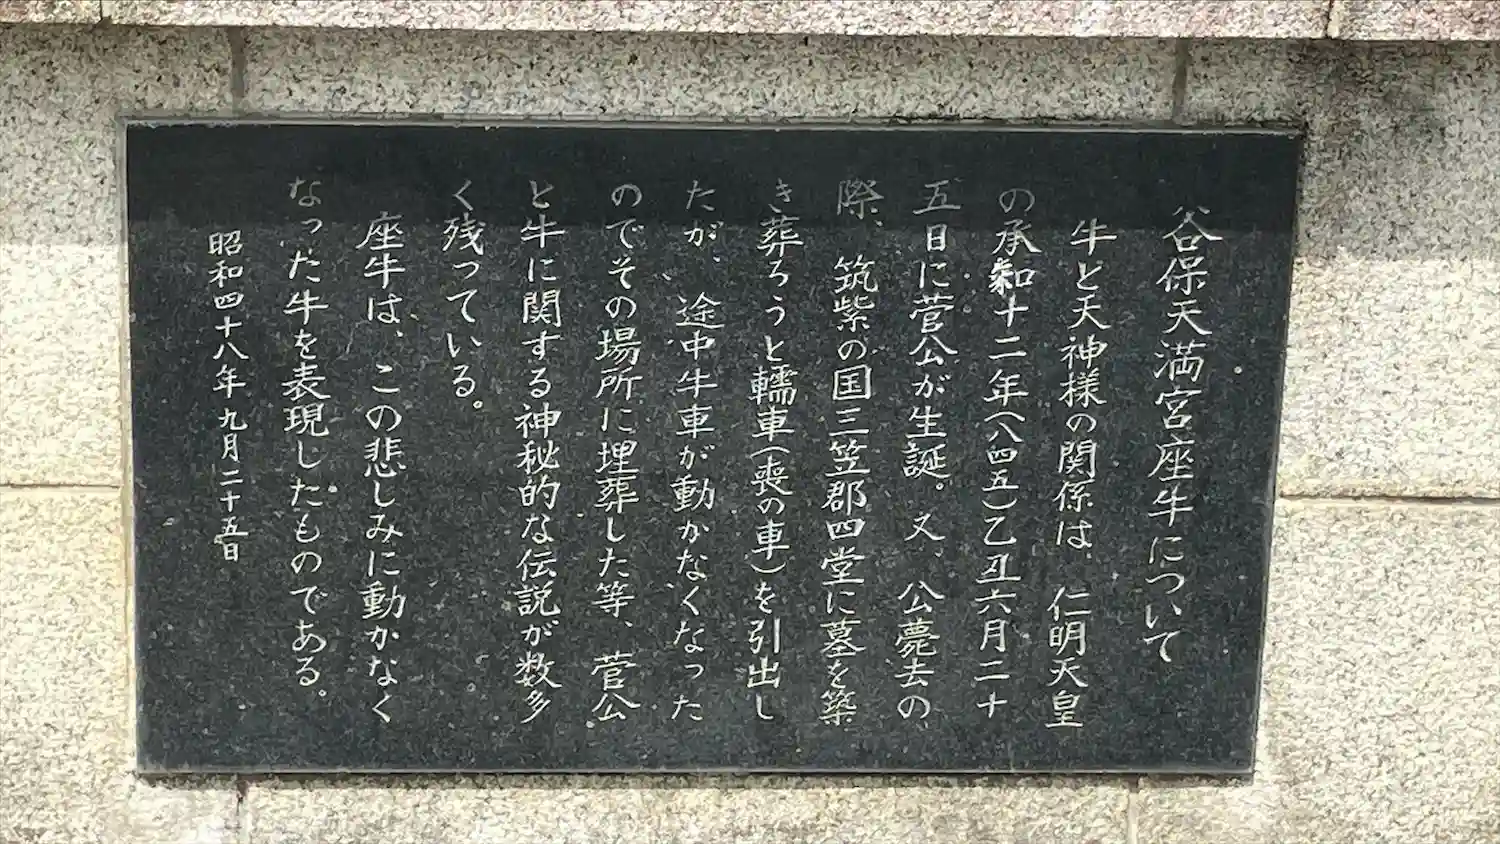 谷保天満宮座牛について
牛と天神様の関係は、仁明天皇
の承和十二年(八四五)乙丑六月二十
五日に菅公が生誕。又、公薨去の
際、筑紫の国三笠郡四堂に墓を築
き葬ろうと轜車(喪の車)を引出し
たが、途中牛車が動かなくなった
のでその場所に埋葬した等、菅公
と牛に関する神秘的な伝説が数多
く残っている。
座牛は、この悲しみに動かなく
なった牛を表現したものである。
昭和四十八年九月二十五日